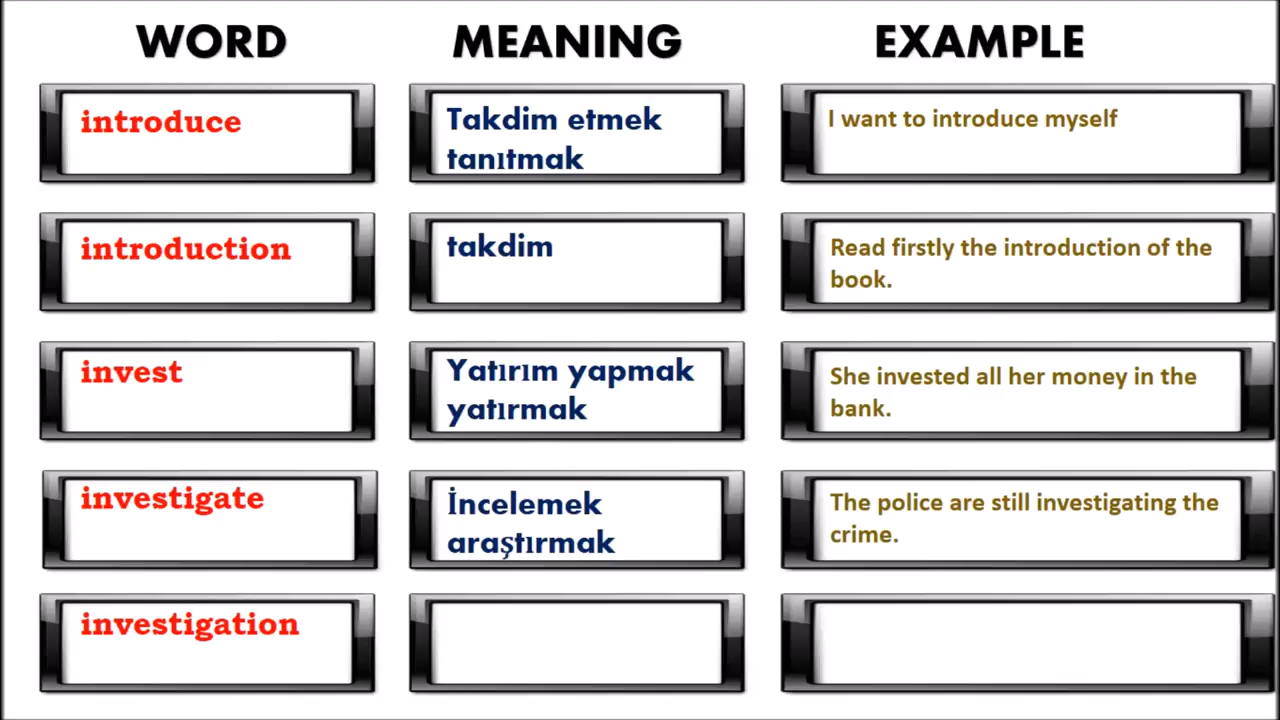 WORD MEANING EXAMPLE
introduce
Takdim etmek
tanıtmak
I want to introduce myself
introduction
takdim
Read firstly the introduction of the
book.
invest
Yatırım yapmak
yatırmak
She invested all her money in the
bank.
investigate
İncelemek
araştırmak
The police are still investigating the
crime.
investigation